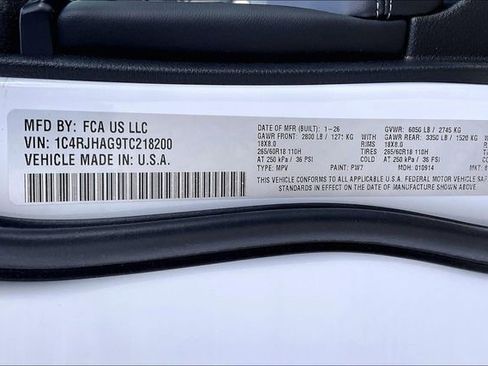 MFD BY: FCA US LLC
VIN: 1C4RJHAG9TC218200
VEHICLE MADE IN: U.S.A.
DATE OF MFR (BUILT): 1-26 GVWR: 6050 LB / 2745 KG
GAWR FRONT: 2800 LB / 1271 KG GAWR REAR: 3350 LB / 1520 KG
18X8.0 RIMS 18X8.0
265/60R18 110H TIRES 265/60R18 110H
AT 250 kPa / 36 PSI AT 250 kPa / 36 PSI
TYPE: MPV PAINT: PW7 MDH: 010914 MKT:
THIS VEHICLE CONFORMS TO ALL APPLICABLE U.S.A. FEDERAL MOTOR VEHICLE
STANDARDS IN EFFECT ON THE DATE OF MANUFACTURE SHOWN ABOVE.